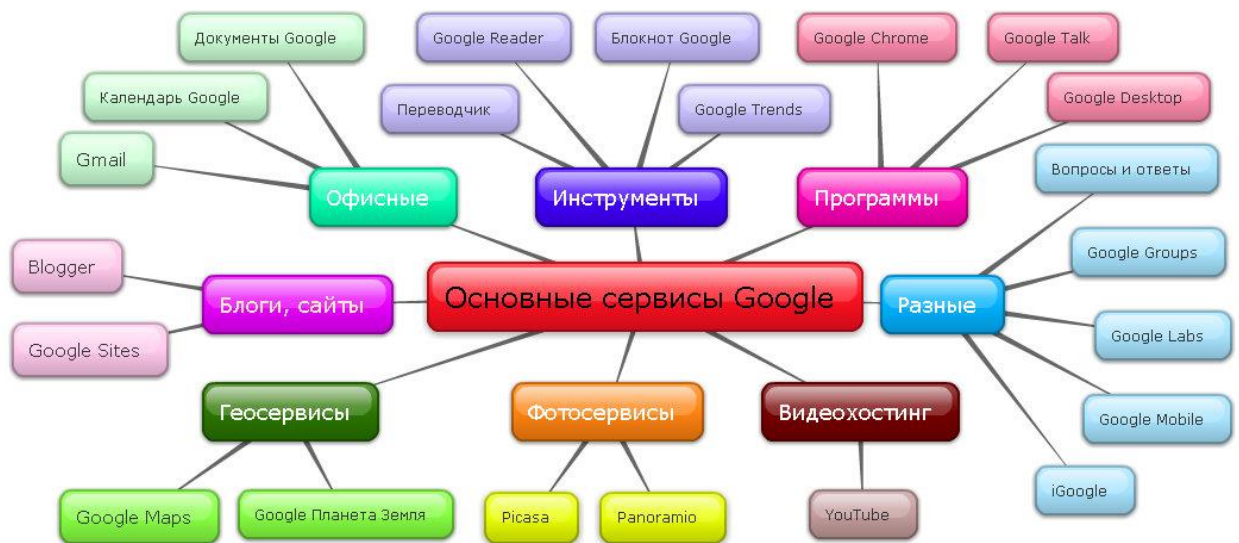 Документы Google
Google Reader
Блокнот Google
Google Chrome
Google Talk
Календарь Google
Переводчик
Google Trends
Google Desktop
Gmail
Офисные
Инструменты
Программы
Вопросы и ответы
Blogger
Блоги, сайты
Основные сервисы Google
Разные
Google Groups
Google Sites
Google Labs
Геосервисы
Фотосервисы
Видеохостинг
Google Mobile
Google Maps
Google Планета Земля
Picasa
Panoramio
YouTube
iGoogle